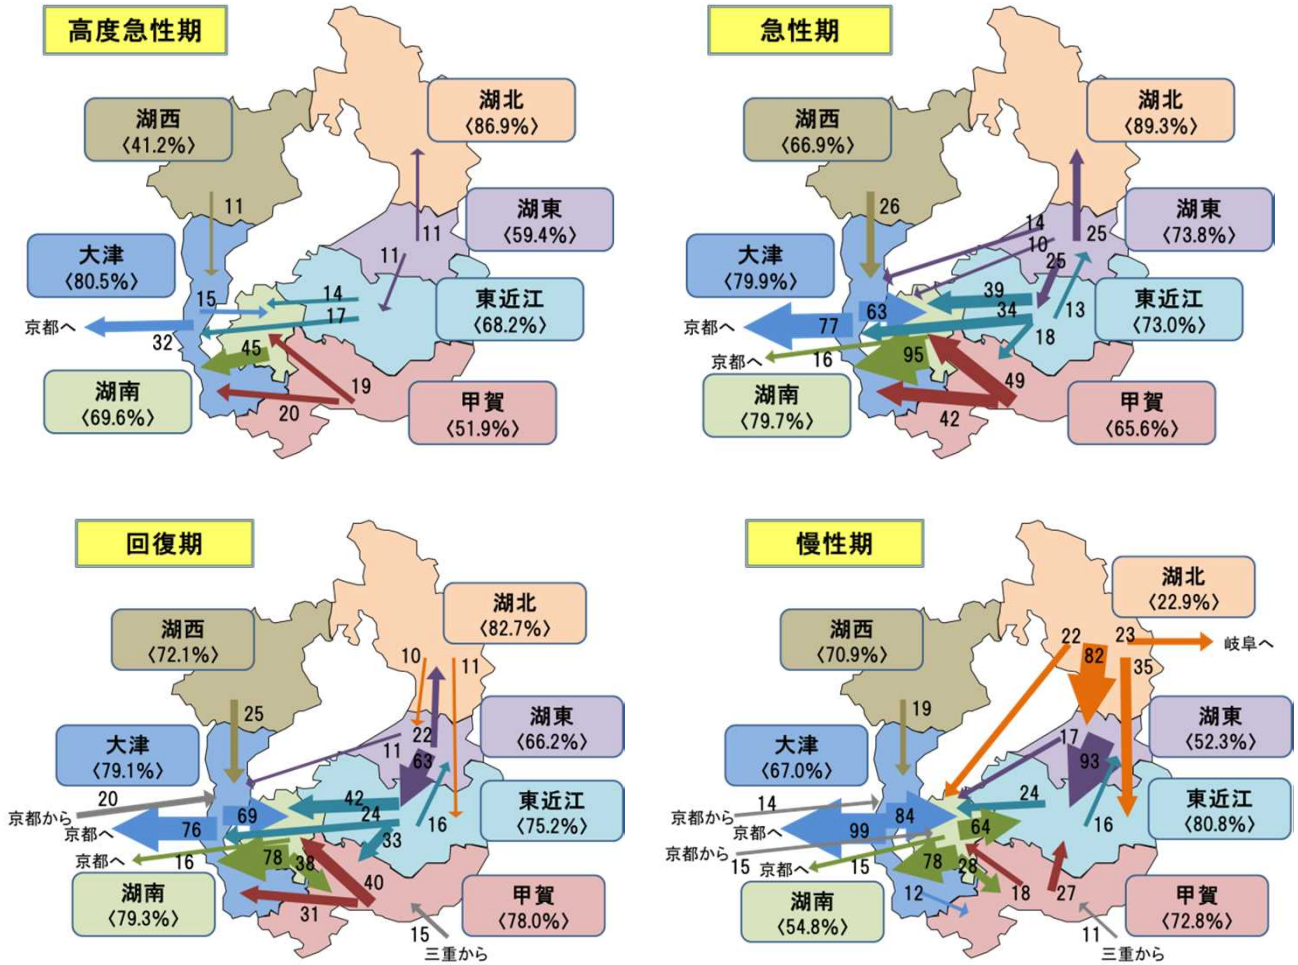 高度急性期
湖北
〈86.9%〉
湖西
〈41.2%〉
11
湖東
〈59.4%〉
11
11
大津
〈80.5%〉
15
14
17
東近江
〈68.2%〉
京都へ
32
45
湖南
〈69.6%〉
19
20
甲賀
〈51.9%〉
急性期
湖北
〈89.3%〉
湖西
〈66.9%〉
26
湖東
〈73.8%〉
14
10
25
25
大津
〈79.9%〉
63
77
39
34
13
18
東近江
〈73.0%〉
京都へ
京都へ
16
95
湖南
〈79.7%〉
49
42
甲賀
〈65.6%〉
回復期
湖北
〈82.7%〉
湖西
〈72.1%〉
10
11
25
湖東
〈66.2%〉
22
11
63
大津
〈79.1%〉
20
京都から
69
76
京都へ
42
24
16
33
東近江
〈75.2%〉
京都へ
16
78
38
湖南
〈79.3%〉
40
31
甲賀
〈78.0%〉
15
三重から
慢性期
湖北
〈22.9%〉
湖西
〈70.9%〉
22
82
23
岐阜へ
35
19
湖東
〈52.3%〉
17
93
大津
〈67.0%〉
14
京都から
84
99
京都へ
24
64
16
東近江
〈80.8%〉
京都から
15
京都へ
15
78
28
湖南
〈54.8%〉
12
18
27
甲賀
〈72.8%〉
11
三重から